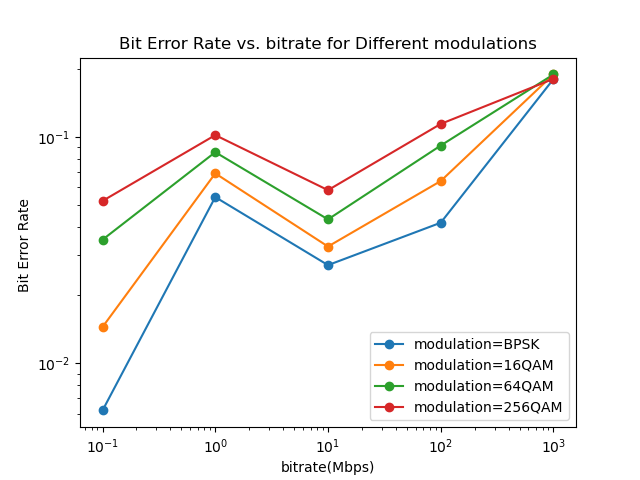 Bit Error Rate vs. bitrate for Different modulations
Bit Error Rate
10⁻¹
10⁻²
modulation=BPSK
modulation=16QAM
modulation=64QAM
modulation=256QAM
10⁻¹ 10⁰ 10¹ 10² 10³
bitrate(Mbps)